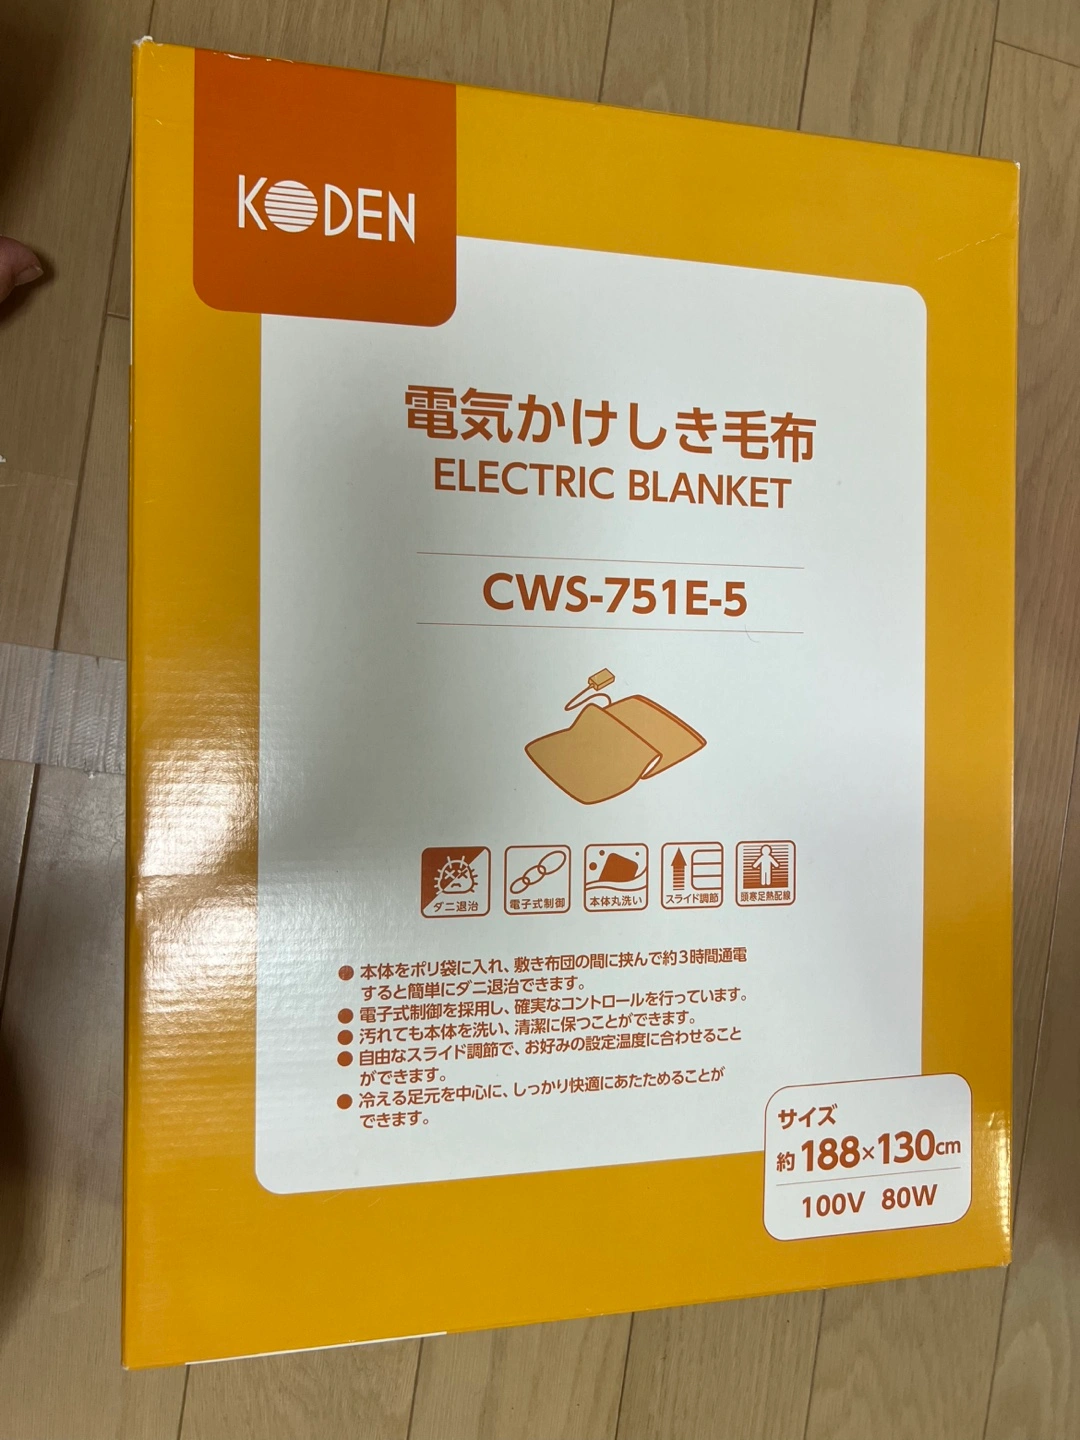 KODEN
電気かけしき毛布
ELECTRIC BLANKET
CWS-751E-5
ダニ退治
電子式制御
本体丸洗い
スライド調節
頭寒足熱配線
● 本体をポリ袋に入れ、敷き布団の間に挟んで約3時間通電
すると簡単にダニ退治できます。
● 電子式制御を採用し、確実なコントロールを行っています。
● 汚れても本体を洗い、清潔に保つことができます。
● 自由なスライド調節で、お好みの設定温度に合わせること
ができます。
● 冷える足元を中心に、しっかり快適にあたためることが
できます。
サイズ
約188×130cm
100V 80W